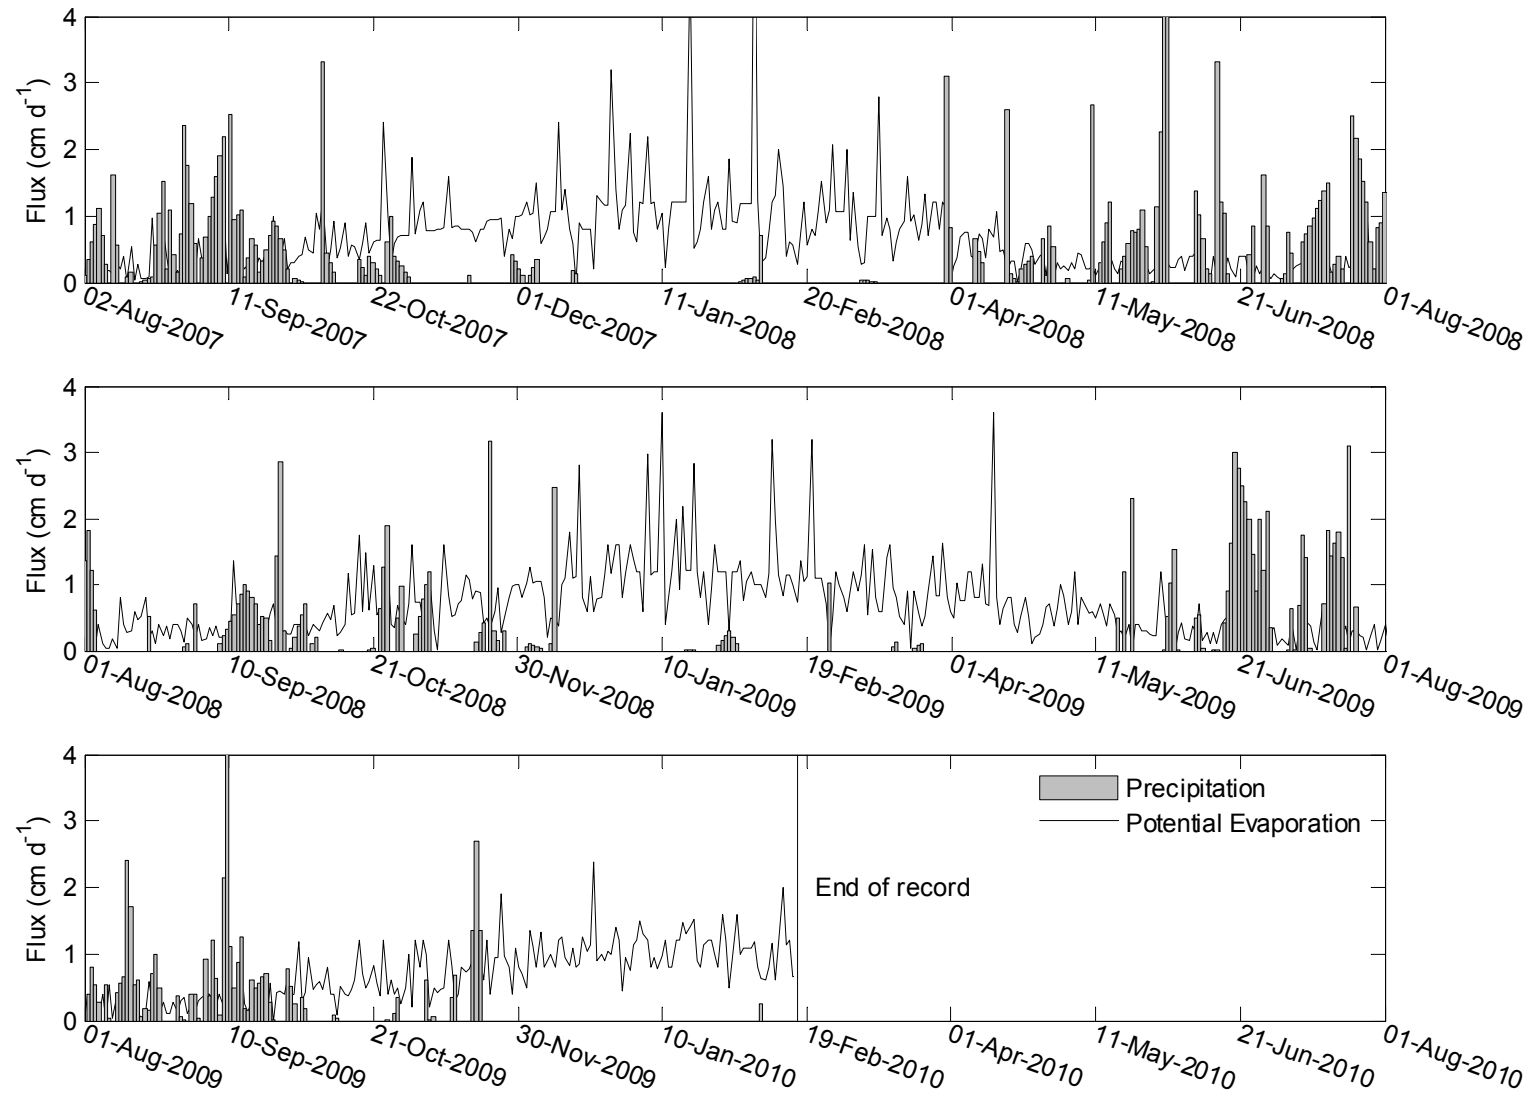 4
3
2
1
0
Flux (cm d-1)
02-Aug-2007
11-Sep-2007
22-Oct-2007
01-Dec-2007
11-Jan-2008
20-Feb-2008
01-Apr-2008
11-May-2008
21-Jun-2008
01-Aug-2008
4
3
2
1
0
Flux (cm d-1)
01-Aug-2008
10-Sep-2008
21-Oct-2008
30-Nov-2008
10-Jan-2009
19-Feb-2009
01-Apr-2009
11-May-2009
21-Jun-2009
01-Aug-2009
4
3
2
1
0
Flux (cm d-1)
Precipitation
Potential Evaporation
End of record
01-Aug-2009
10-Sep-2009
21-Oct-2009
30-Nov-2009
10-Jan-2010
19-Feb-2010
01-Apr-2010
11-May-2010
21-Jun-2010
01-Aug-2010